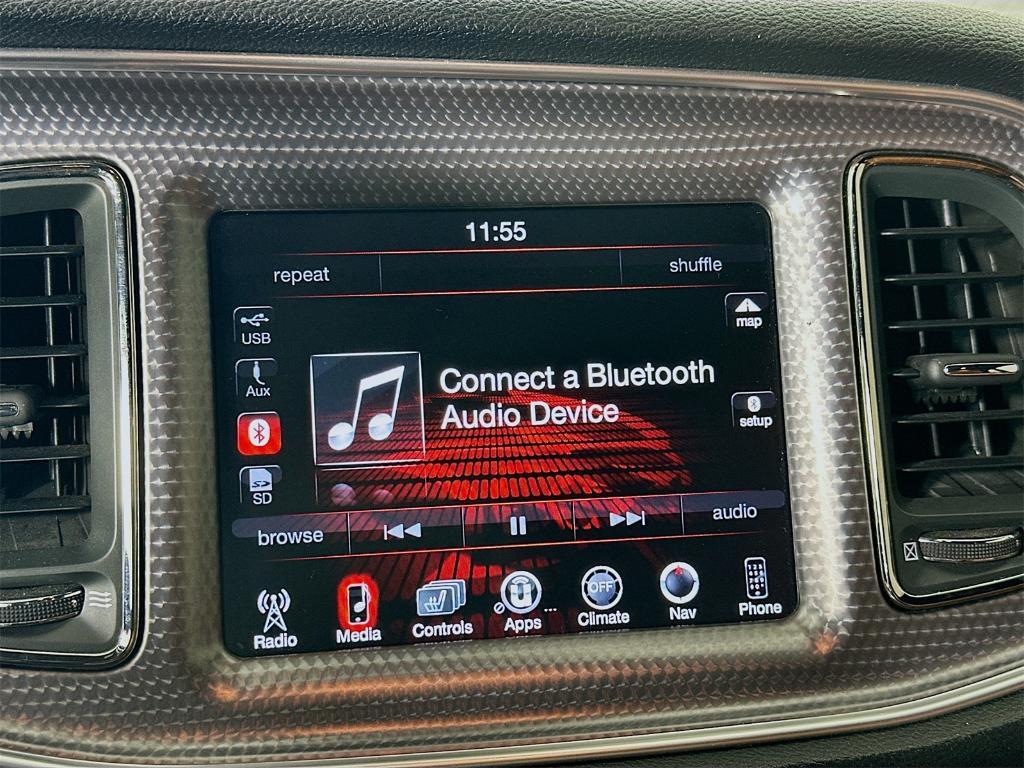 11:55
repeat
shuffle
USB
map
Aux
Connect a Bluetooth
Audio Device
setup
SD
browse
audio
Radio
Media
Controls
Apps
OFF
Climate
Nav
Phone